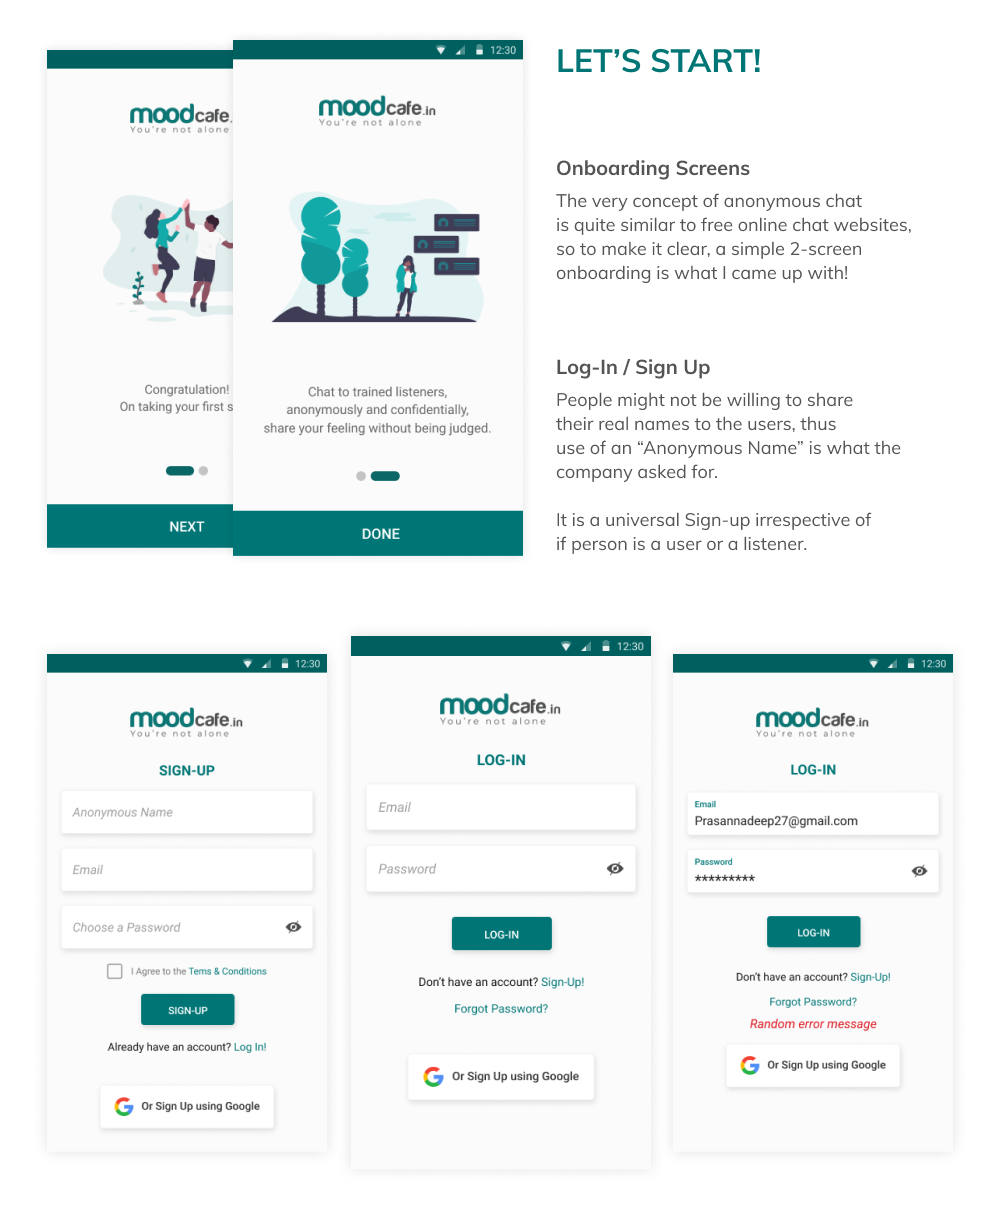 moodcafe.
You're not alone
Congratulation!
On taking your first s
NEXT
12:30
moodcafe.in
You're not alone
Chat to trained listeners,
anonymously and confidentially,
share your feeling without being judged.
DONE
LET'S START!
Onboarding Screens
The very concept of anonymous chat
is quite similar to free online chat websites,
so to make it clear, a simple 2-screen
onboarding is what I came up with!
Log-In / Sign Up
People might not be willing to share
their real names to the users, thus
use of an “Anonymous Name” is what the
company asked for.
It is a universal Sign-up irrespective of
if person is a user or a listener.
12:30
moodcafe.in
You're not alone
SIGN-UP
Anonymous Name
Email
Choose a Password
I Agree to the Tems & Conditions
SIGN-UP
Already have an account? Log In!
Or Sign Up using Google
12:30
moodcafe.in
You're not alone
LOG-IN
Email
Password
LOG-IN
Don't have an account? Sign-Up!
Forgot Password?
Or Sign Up using Google
12:30
moodcafe.in
You're not alone
LOG-IN
Email
Prasannadeep27@gmail.com
Password
*********
LOG-IN
Don't have an account? Sign-Up!
Forgot Password?
Random error message
Or Sign Up using Google